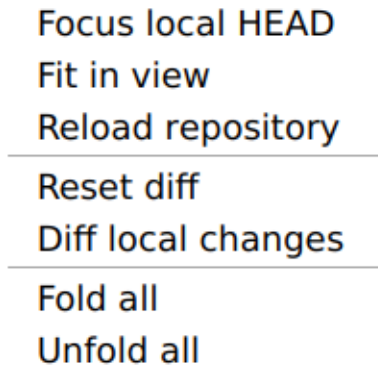 Focus local HEAD
Fit in view
Reload repository
Reset diff
Diff local changes
Fold all
Unfold all